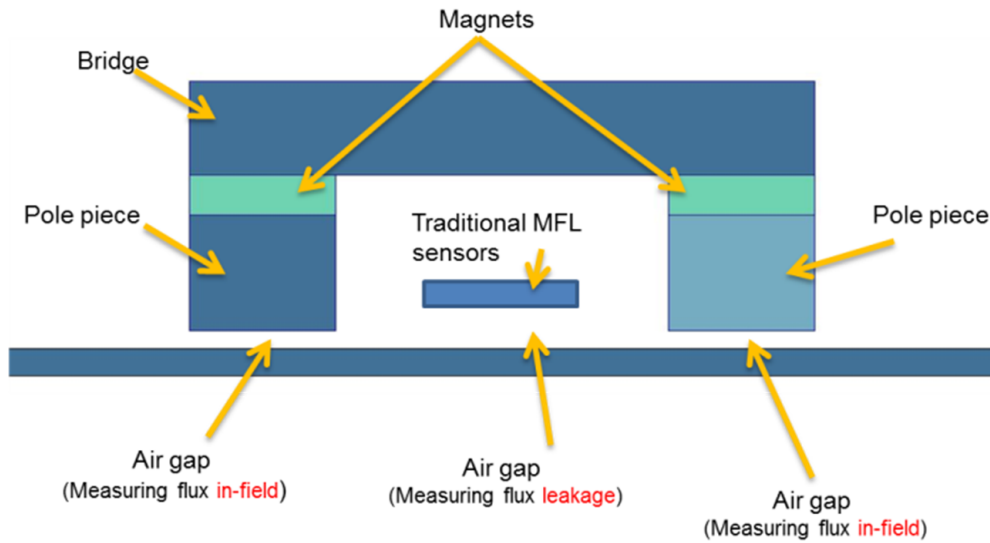 Magnets
Bridge
Pole piece
Traditional MFL
sensors
Pole piece
Air gap
(Measuring flux in-field)
Air gap
(Measuring flux leakage)
Air gap
(Measuring flux in-field)